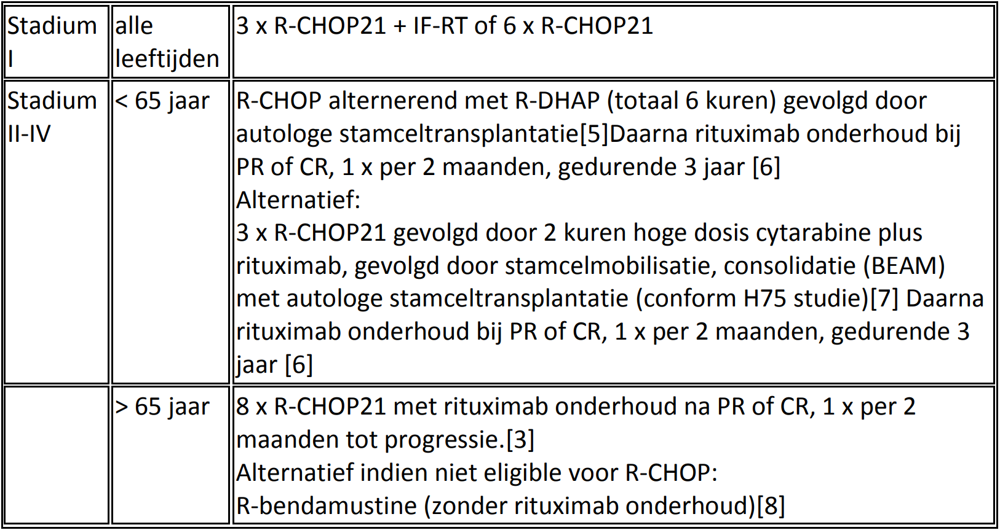 Stadium
I
alle
leeftijden
3 x R-CHOP21 + IF-RT of 6 x R-CHOP21
Stadium
II-IV
< 65 jaar
R-CHOP alternerend met R-DHAP (totaal 6 kuren) gevolgd door
autologe stamceltransplantatie[5]Daarna rituximab onderhoud bij
PR of CR, 1 x per 2 maanden, gedurende 3 jaar [6]
Alternatief:
3 x R-CHOP21 gevolgd door 2 kuren hoge dosis cytarabine plus
rituximab, gevolgd door stamcelmobilisatie, consolidatie (BEAM)
met autologe stamceltransplantatie (conform H75 studie)[7] Daarna
rituximab onderhoud bij PR of CR, 1 x per 2 maanden, gedurende 3
jaar [6]
> 65 jaar
8 x R-CHOP21 met rituximab onderhoud na PR of CR, 1 x per 2
maanden tot progressie.[3]
Alternatief indien niet eligible voor R-CHOP:
R-bendamustine (zonder rituximab onderhoud)[8]